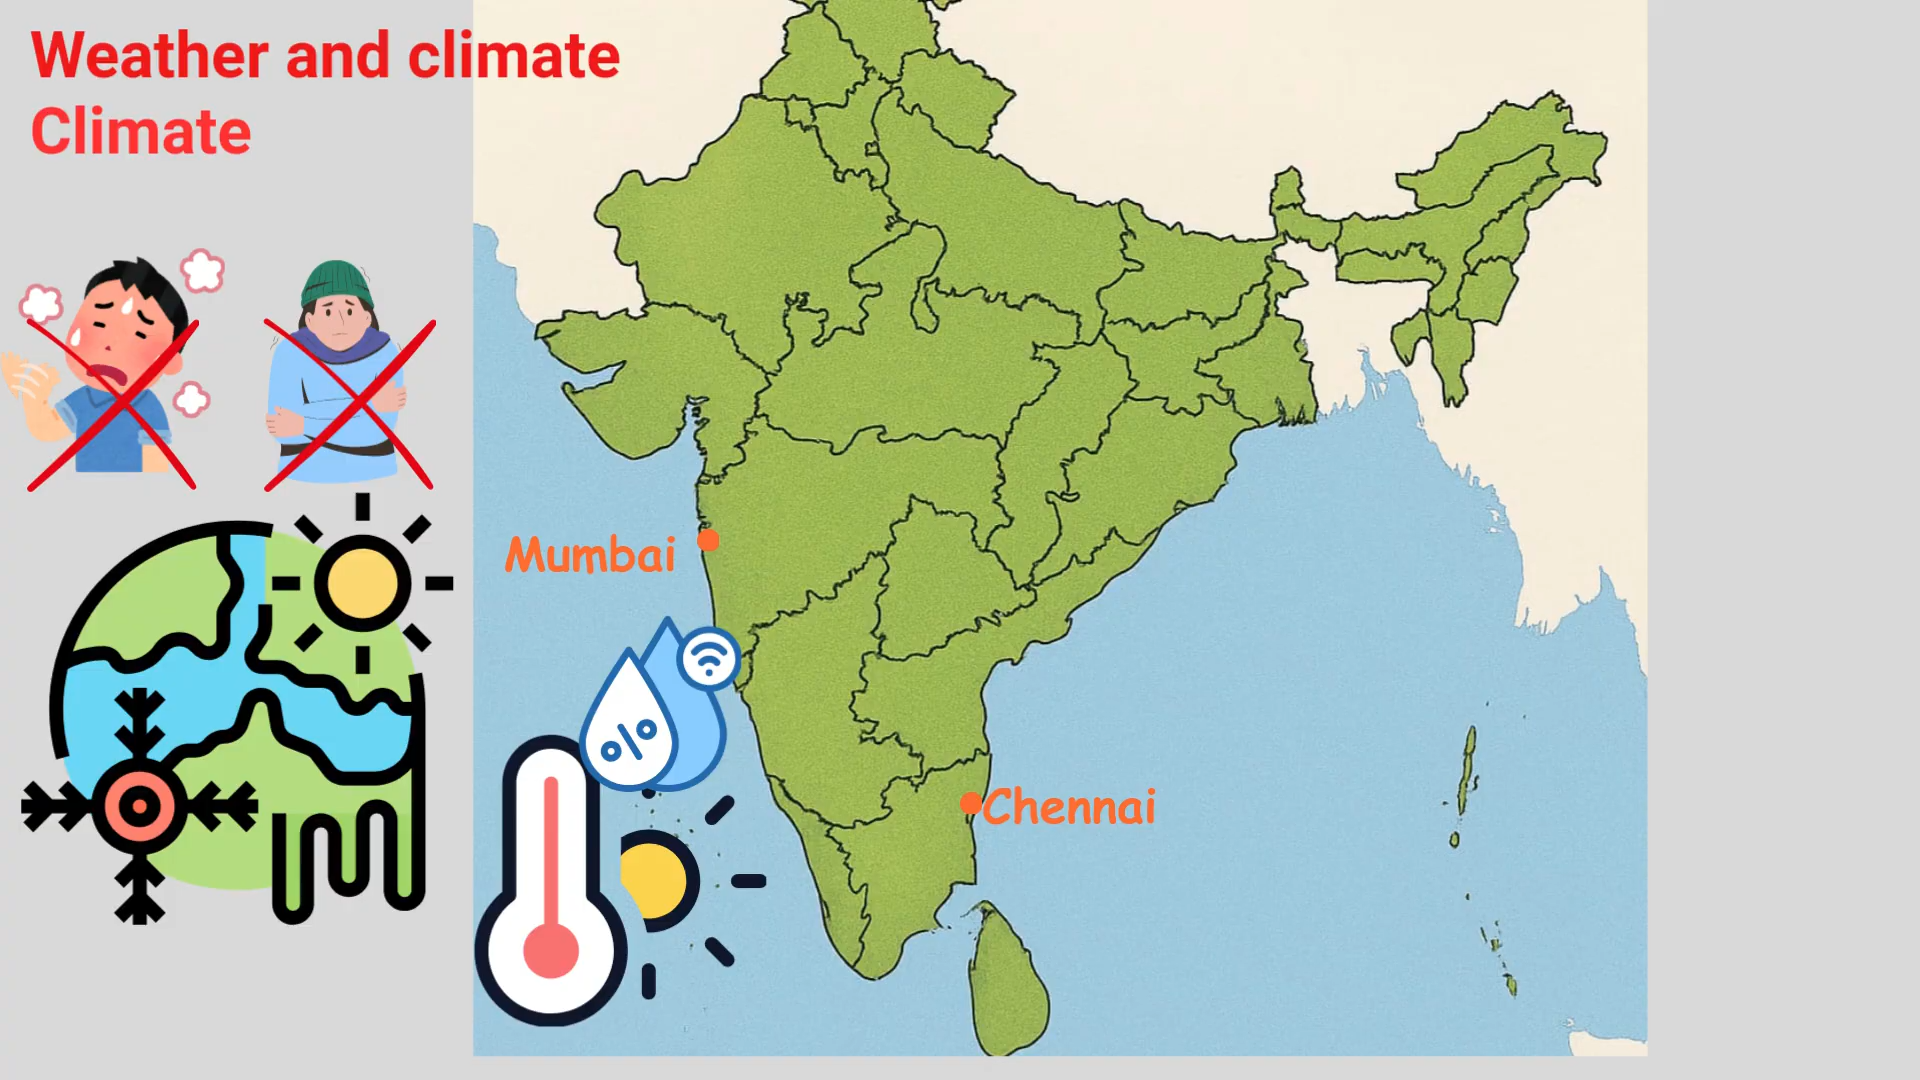 Weather and climate
Climate
Mumbai
%
Chennai